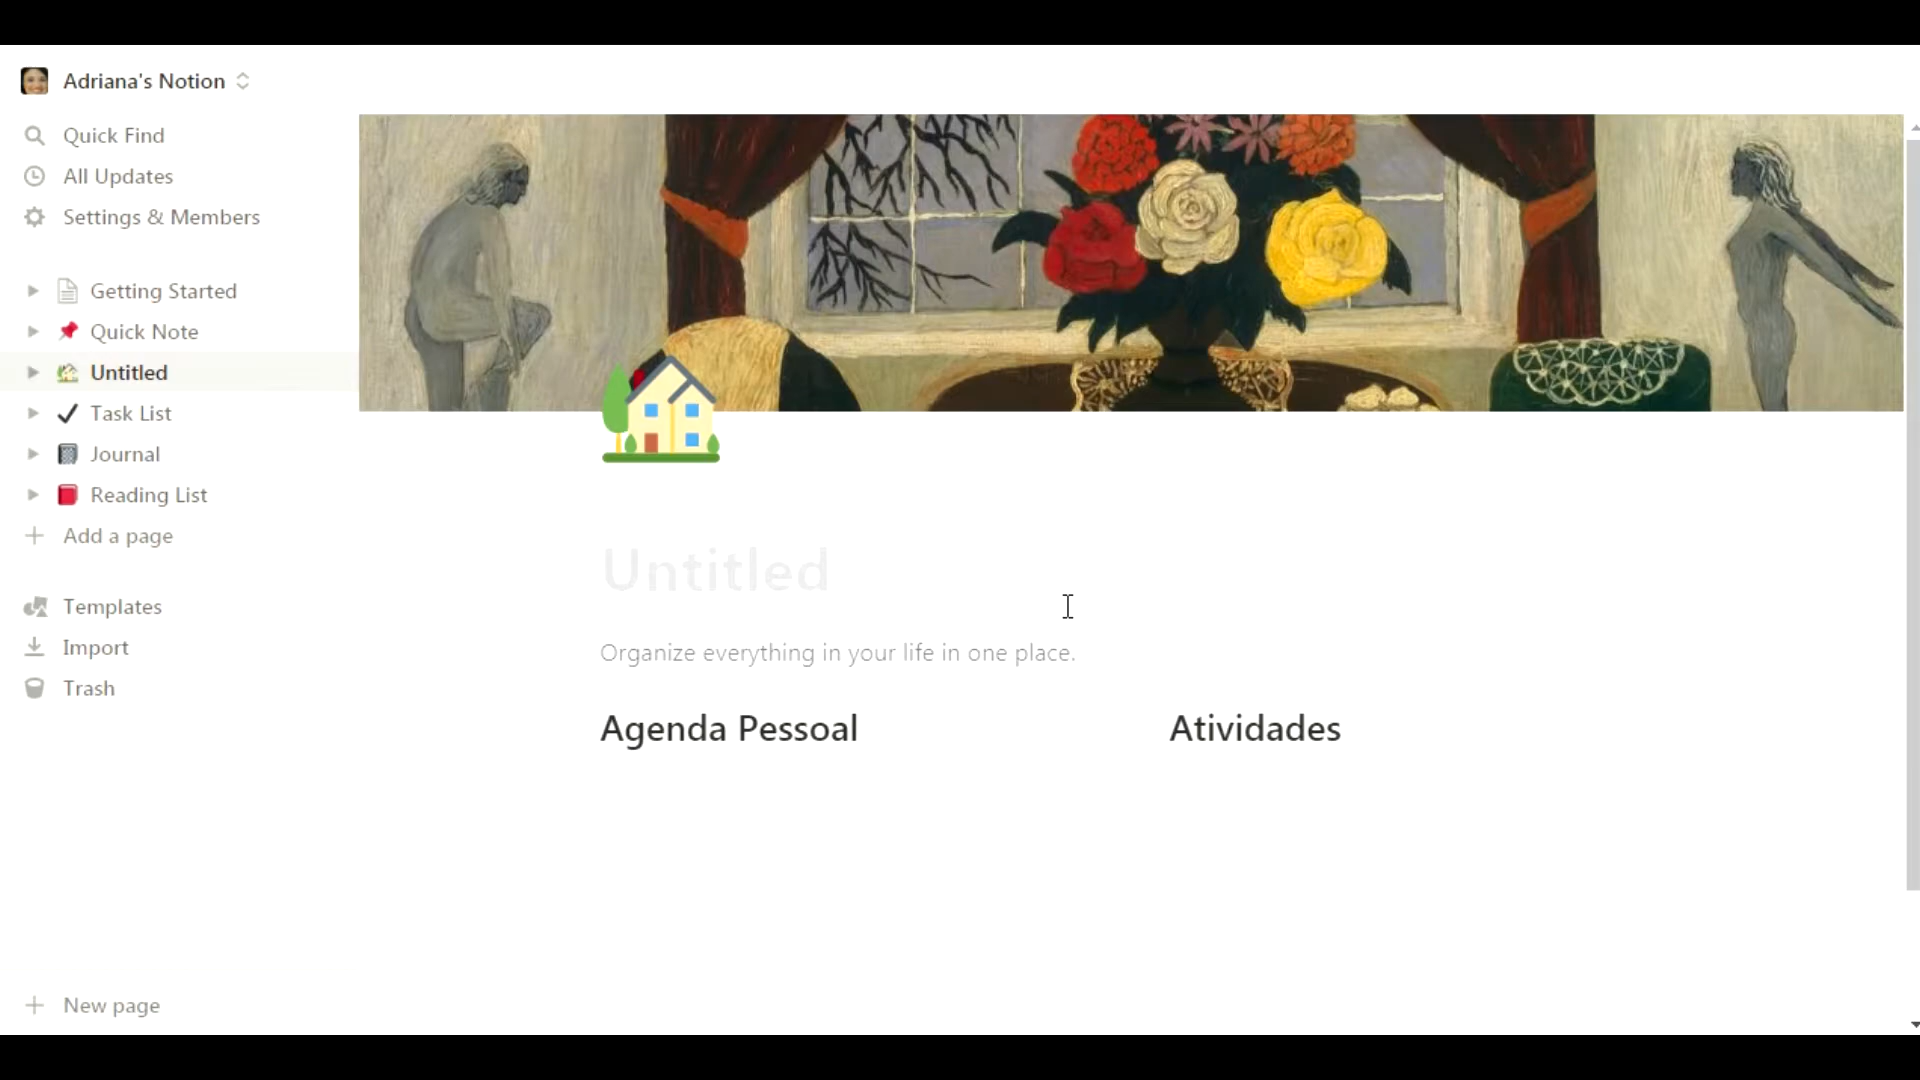 Adriana's Notion
Quick Find
All Updates
Settings & Members
Getting Started
Quick Note
Untitled
Task List
Journal
Reading List
Add a page
Templates
Import
Trash
New page
Untitled
Organize everything in your life in one place.
Agenda Pessoal
Atividades